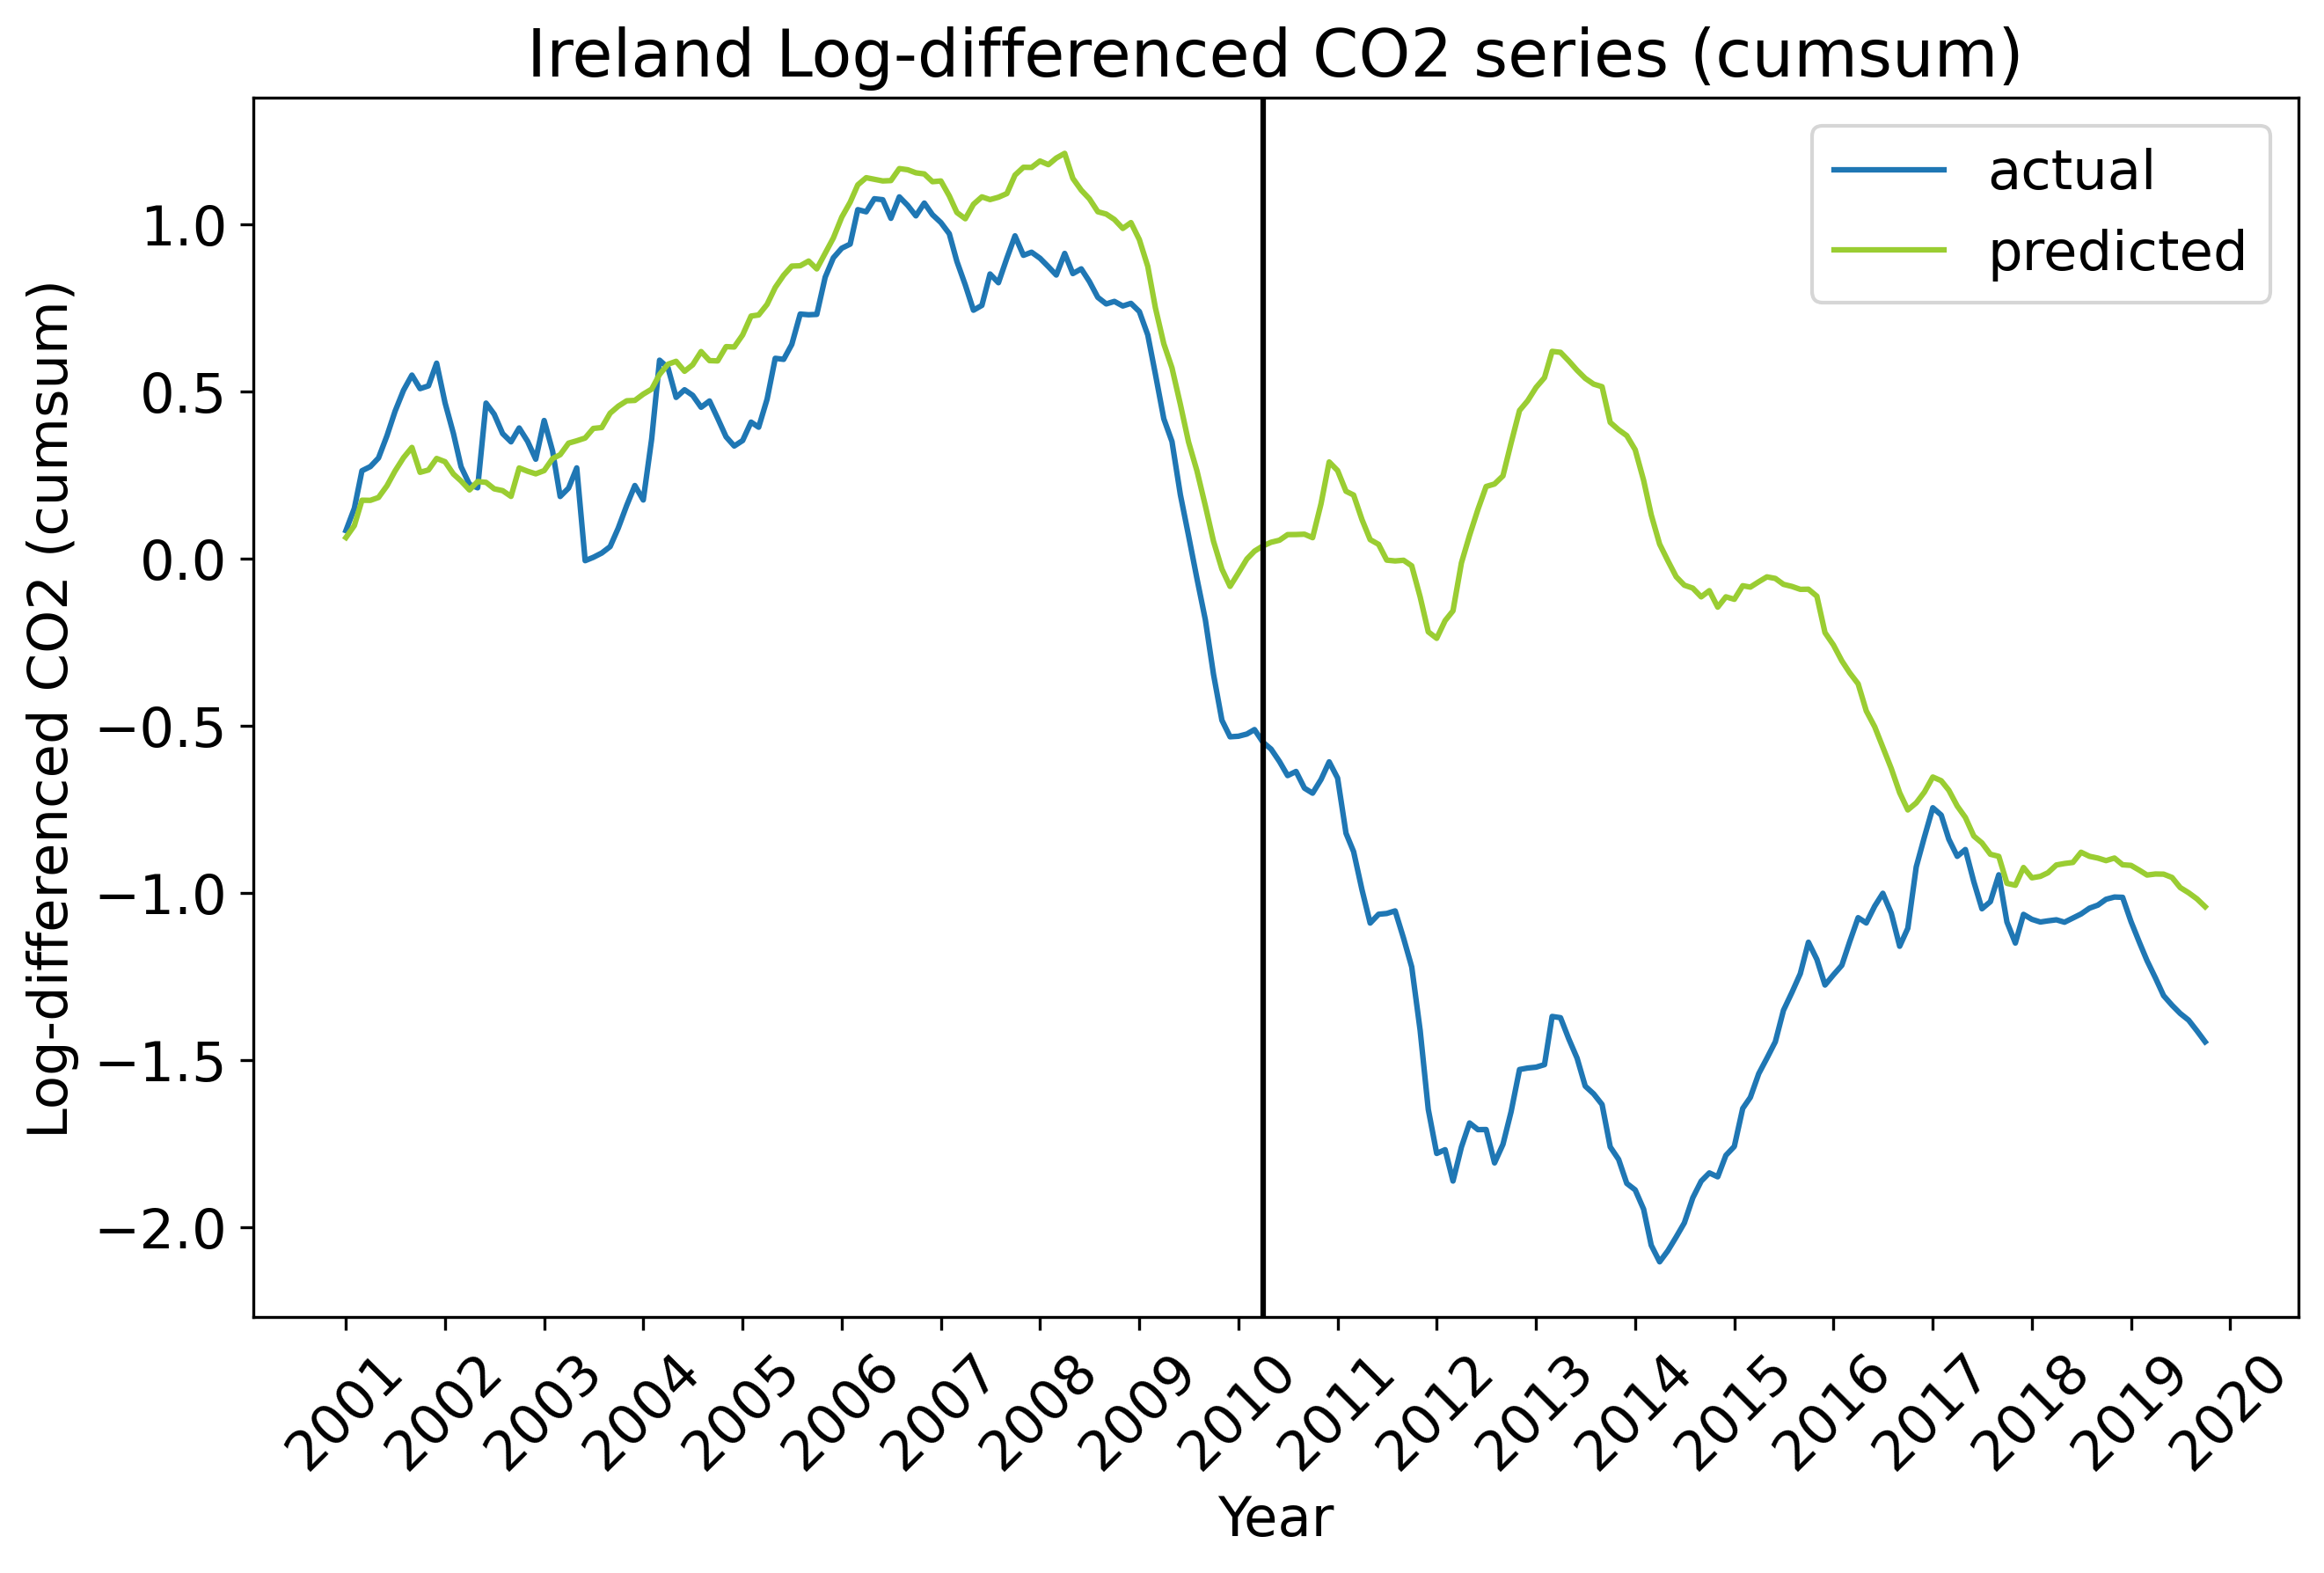 Ireland Log-differenced CO2 series (cumsum)
actual
predicted
Log-differenced CO2 (cumsum)
1.0
0.5
0.0
−0.5
−1.0
−1.5
−2.0
2001 2002 2003 2004 2005 2006 2007 2008 2009 2010 2011 2012 2013 2014 2015 2016 2017 2018 2019 2020
Year